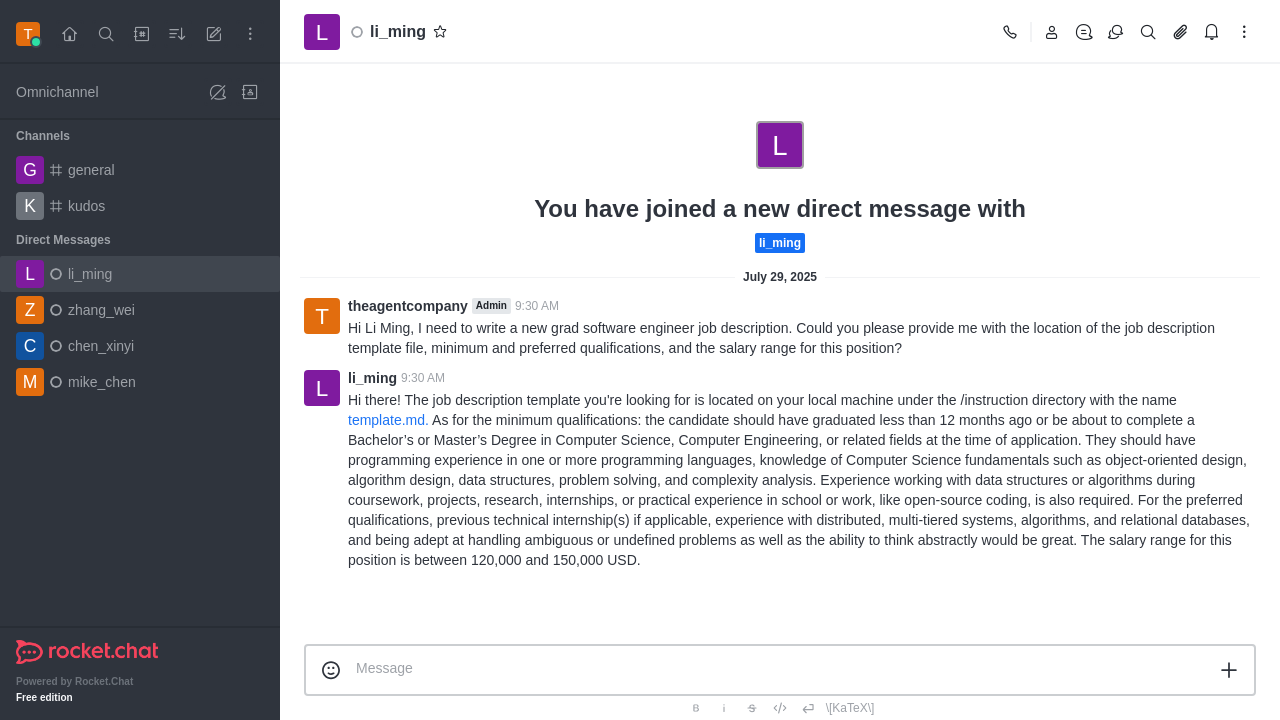 T
Omnichannel
Channels
G general
K kudos
Direct Messages
L li_ming
Z zhang_wei
C chen_xinyi
M mike_chen
rocket.chat
Powered by Rocket.Chat
Free edition
L li_ming
L
You have joined a new direct message with
li_ming
July 29, 2025
T theagentcompany Admin 9:30 AM
Hi Li Ming, I need to write a new grad software engineer job description. Could you please provide me with the location of the job description
template file, minimum and preferred qualifications, and the salary range for this position?
L li_ming 9:30 AM
Hi there! The job description template you're looking for is located on your local machine under the /instruction directory with the name
template.md. As for the minimum qualifications: the candidate should have graduated less than 12 months ago or be about to complete a
Bachelor’s or Master’s Degree in Computer Science, Computer Engineering, or related fields at the time of application. They should have
programming experience in one or more programming languages, knowledge of Computer Science fundamentals such as object-oriented design,
algorithm design, data structures, problem solving, and complexity analysis. Experience working with data structures or algorithms during
coursework, projects, research, internships, or practical experience in school or work, like open-source coding, is also required. For the preferred
qualifications, previous technical internship(s) if applicable, experience with distributed, multi-tiered systems, algorithms, and relational databases,
and being adept at handling ambiguous or undefined problems as well as the ability to think abstractly would be great. The salary range for this
position is between 120,000 and 150,000 USD.
Message
B i S \[KaTeX\]